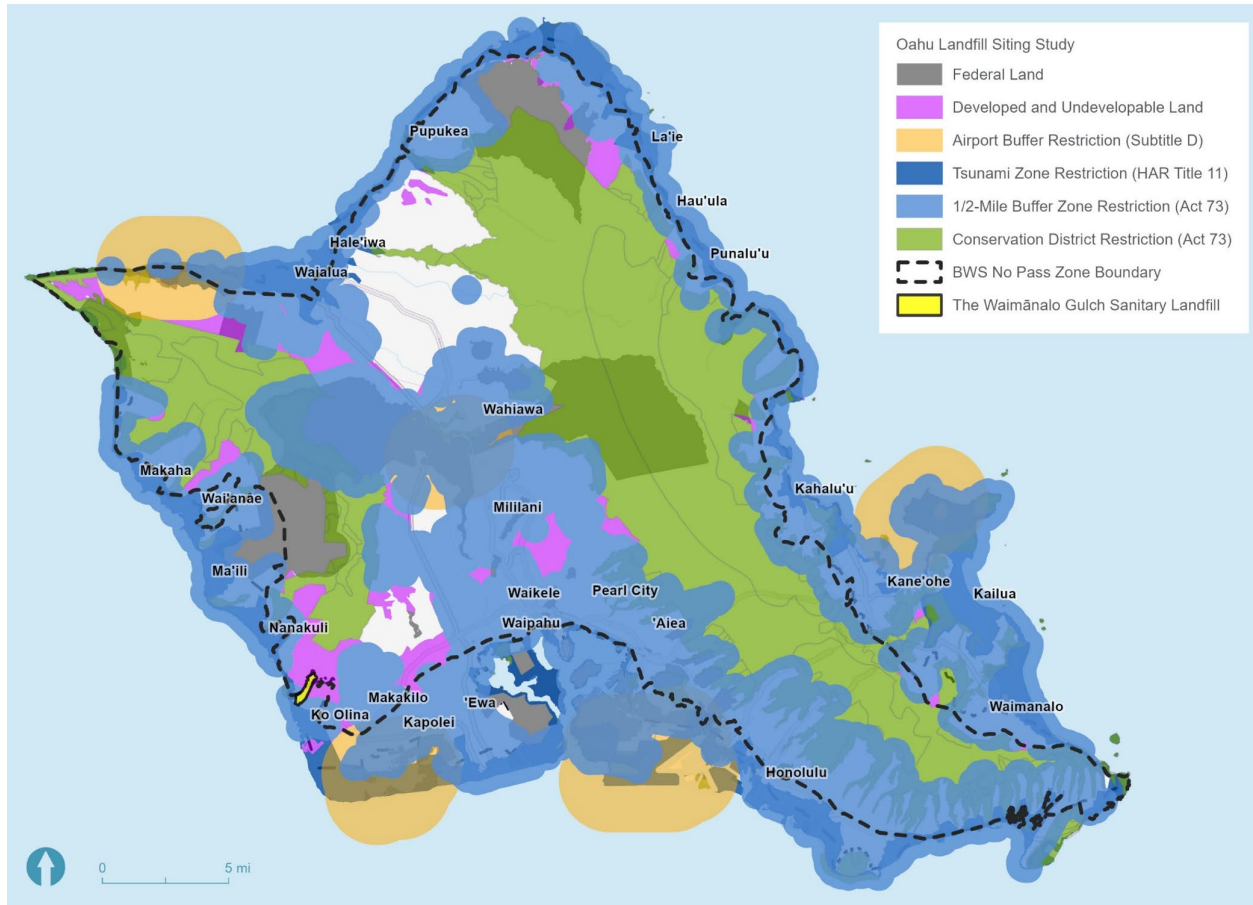 Oahu Landfill Siting Study
Federal Land
Developed and Undevelopable Land
Airport Buffer Restriction (Subtitle D)
Tsunami Zone Restriction (HAR Title 11)
1/2-Mile Buffer Zone Restriction (Act 73)
Conservation District Restriction (Act 73)
BWS No Pass Zone Boundary
The Waimānalo Gulch Sanitary Landfill
Pupukea
La'ie
Hau'ula
Hale'iwa
Punalu'u
Waialua
Wahiawa
Makaha
Wai'anae
Kahalu'u
Mililani
Ma'ili
Kane'ohe
Waikele
Pearl City
Kailua
Nanakuli
Waipahu
'Aiea
Makakilo
'Ewa
Waimanalo
Ko Olina
Kapolei
Honolulu
0 5 mi